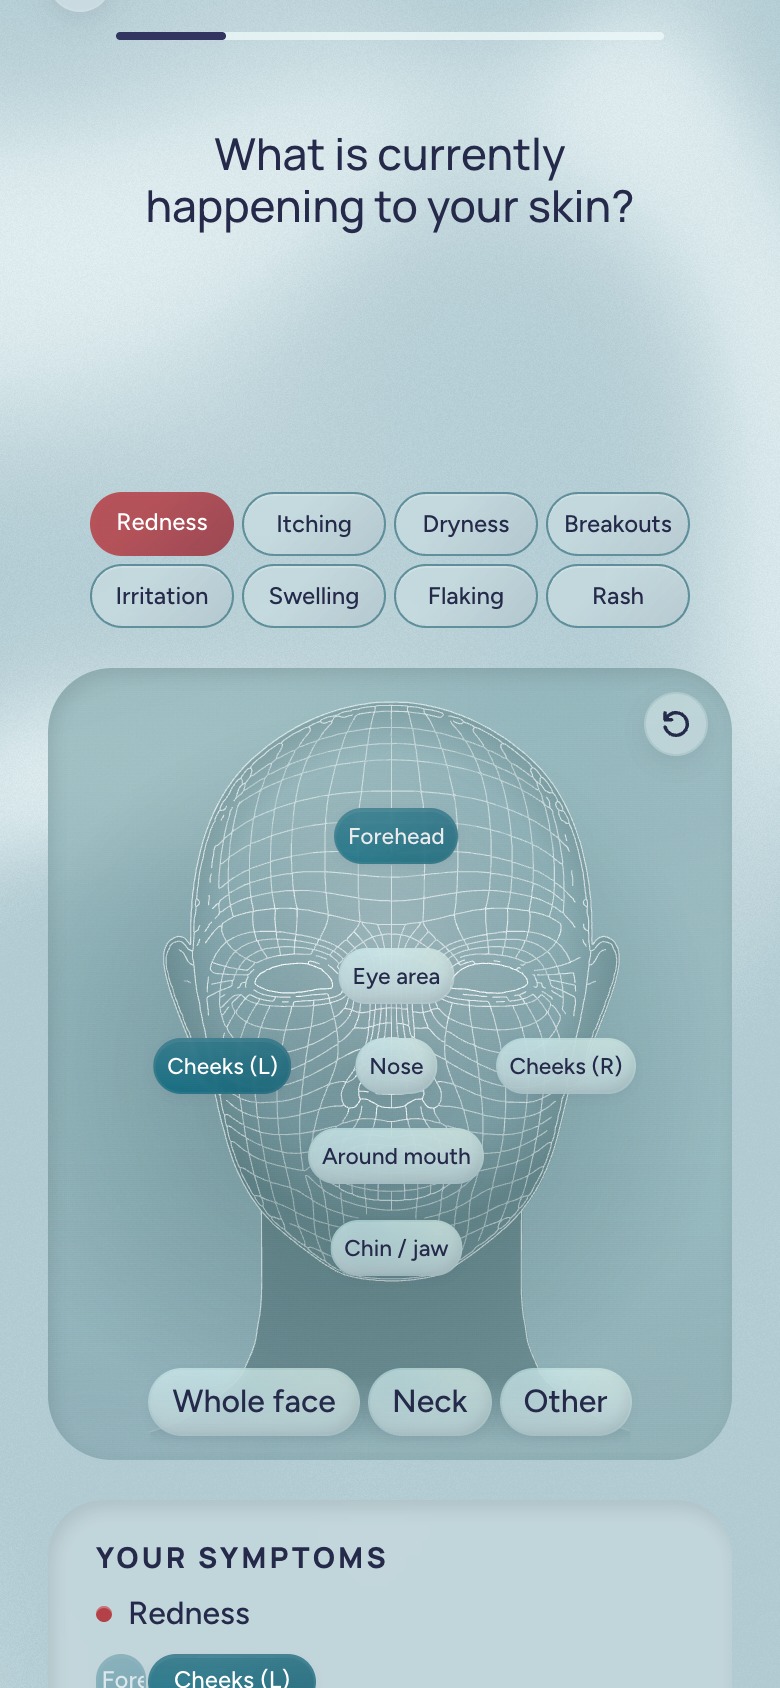 What is currently
happening to your skin?
Redness Itching Dryness Breakouts
Irritation Swelling Flaking Rash
Forehead
Eye area
Cheeks (L) Nose Cheeks (R)
Around mouth
Chin / jaw
Whole face Neck Other
YOUR SYMPTOMS
Redness
Fore Cheeks (L)